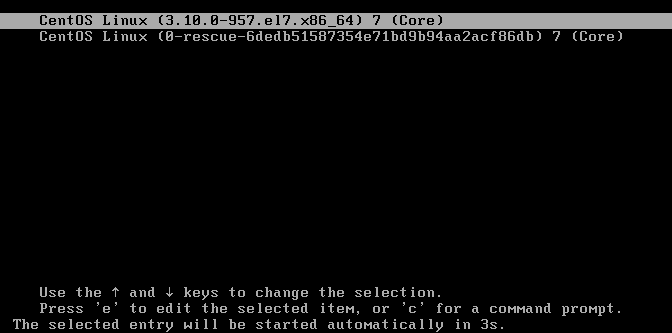 CentOS Linux (3.10.0-957.el7.x86_64) 7 (Core)
CentOS Linux (0-rescue-6dedb51587354e71bd9b94aa2acf86db) 7 (Core)
Use the ↑ and ↓ keys to change the selection.
Press 'e' to edit the selected item, or 'c' for a command prompt.
The selected entry will be started automatically in 3s.